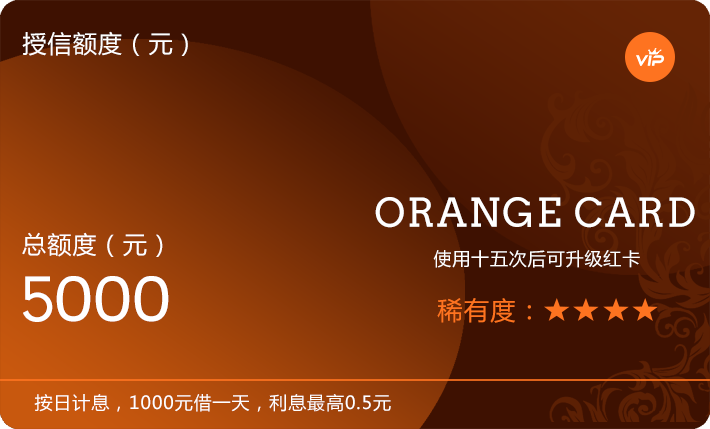 授信额度（元）
VIP
总额度（元）
5000
ORANGE CARD
使用十五次后可升级红卡
稀有度：★★★★
按日计息，1000元借一天，利息最高0.5元